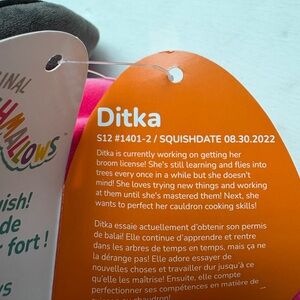 INAL
HMALLOWS™
Ditka
S12 #1401-2 / SQUISHDATE 08.30.2022
Ditka is currently working on getting her
broom license! She's still learning and flies into
trees every once in a while but she doesn't
mind! She loves trying new things and working
at them until she's mastered them! Next, she
wants to perfect her cauldron cooking skills!
Ditka essaie actuellement d'obtenir son permis
de balai! Elle continue d'apprendre et rentre
dans les arbres de temps en temps, mais ça ne
la dérange pas! Elle adore essayer de
nouvelles choses et travailler dur jusqu'à ce
qu'elle les maîtrise! Ensuite, elle compte
perfectionner ses compétences en matière de
uish!
de
fort !